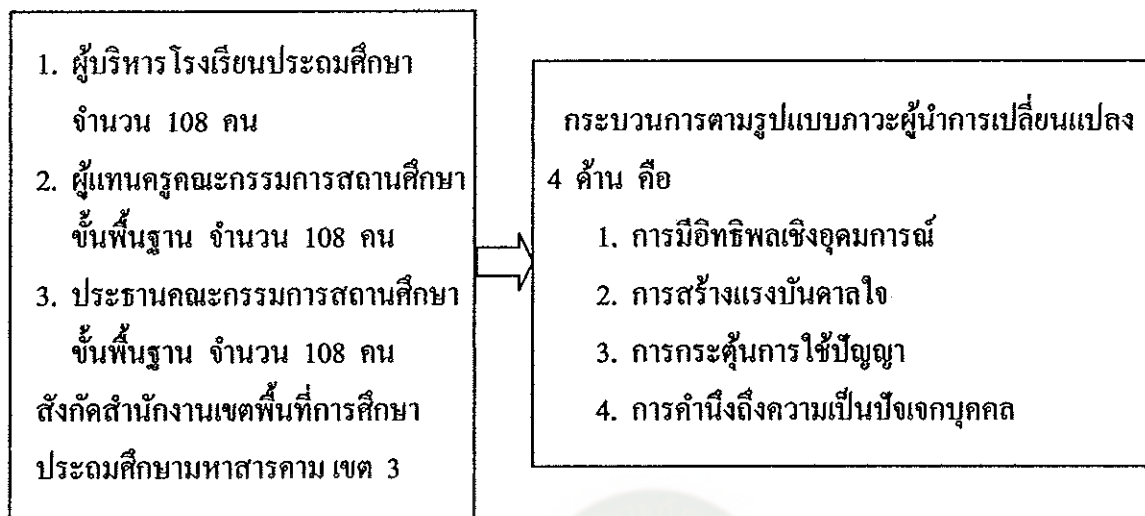 1. ผู้บริหารโรงเรียนประถมศึกษา
จำนวน 108 คน
2. ผู้แทนครูคณะกรรมการสถานศึกษา
ขั้นพื้นฐาน จำนวน 108 คน
3. ประธานคณะกรรมการสถานศึกษา
ขั้นพื้นฐาน จำนวน 108 คน
สังกัดสำนักงานเขตพื้นที่การศึกษา
ประถมศึกษามหาสารคาม เขต 3
กระบวนการตามรูปแบบภาวะผู้นำการเปลี่ยนแปลง
4 ด้าน คือ
1. การมีอิทธิพลเชิงอุดมการณ์
2. การสร้างแรงบันดาลใจ
3. การกระตุ้นการใช้ปัญญา
4. การคำนึงถึงความเป็นปัจเจกบุคคล